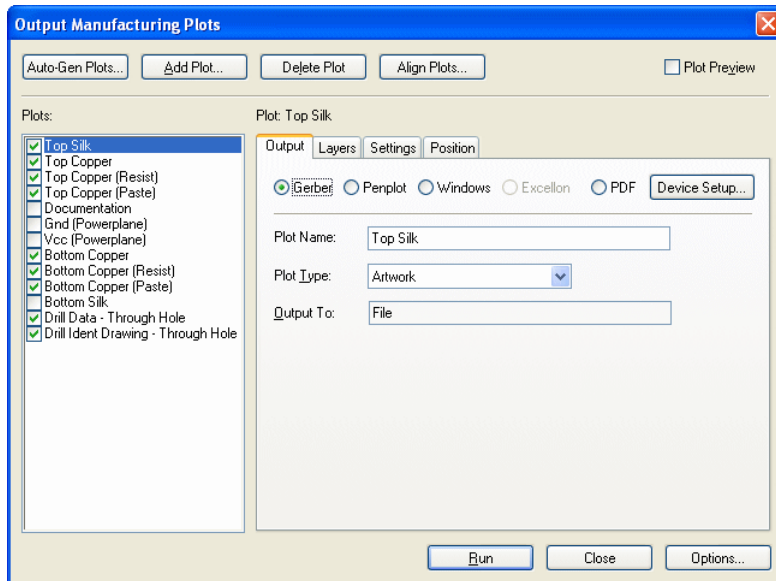 Output Manufacturing Plots
Auto-Gen Plots... Add Plot... Delete Plot Align Plots... Plot Preview
Plots:
Top Silk
Top Copper
Top Copper (Resist)
Top Copper (Paste)
Documentation
Gnd (Powerplane)
Vcc (Powerplane)
Bottom Copper
Bottom Copper (Resist)
Bottom Copper (Paste)
Bottom Silk
Drill Data - Through Hole
Drill Ident Drawing - Through Hole
Plot: Top Silk
Output Layers Settings Position
Gerber Penplot Windows Excellon PDF Device Setup...
Plot Name: Top Silk
Plot Type: Artwork
Output To: File
Run Close Options...